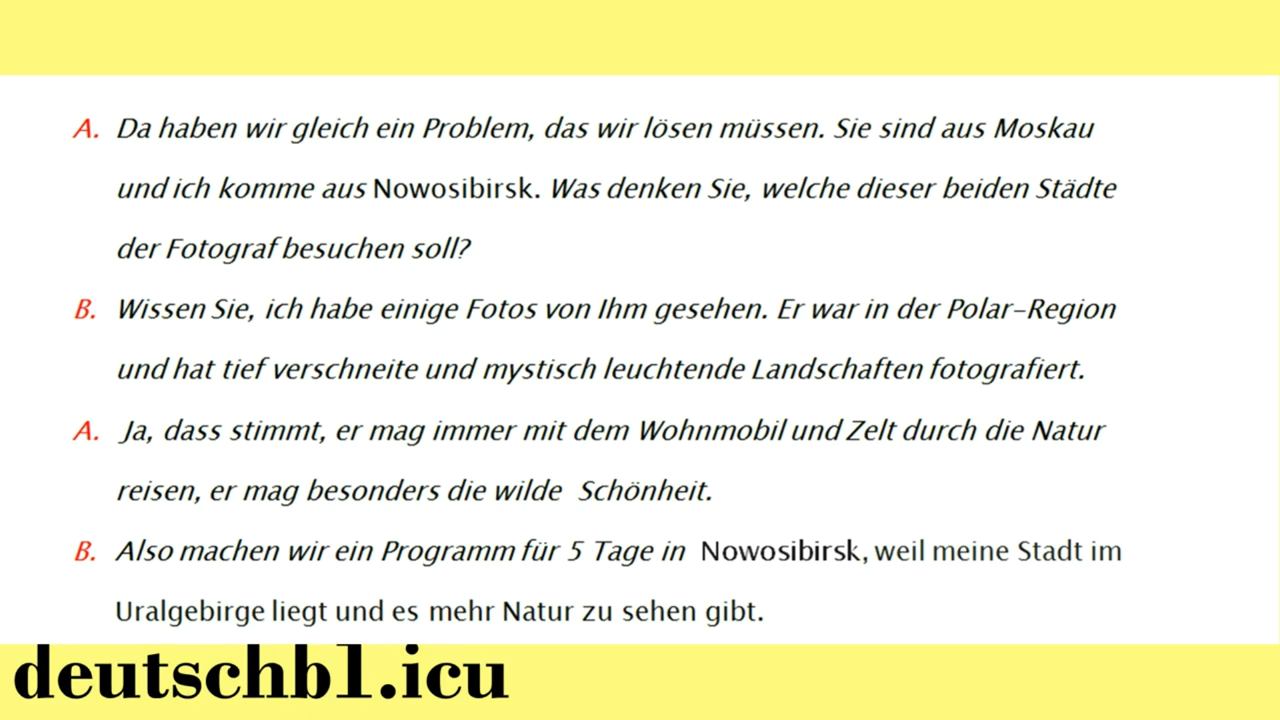 A. Da haben wir gleich ein Problem, das wir lösen müssen. Sie sind aus Moskau
und ich komme aus Nowosibirsk. Was denken Sie, welche dieser beiden Städte
der Fotograf besuchen soll?
B. Wissen Sie, ich habe einige Fotos von Ihm gesehen. Er war in der Polar-Region
und hat tief verschneite und mystisch leuchtende Landschaften fotografiert.
A. Ja, dass stimmt, er mag immer mit dem Wohnmobil und Zelt durch die Natur
reisen, er mag besonders die wilde Schönheit.
B. Also machen wir ein Programm für 5 Tage in Nowosibirsk, weil meine Stadt im
Uralgebirge liegt und es mehr Natur zu sehen gibt.
deutschb1.icu